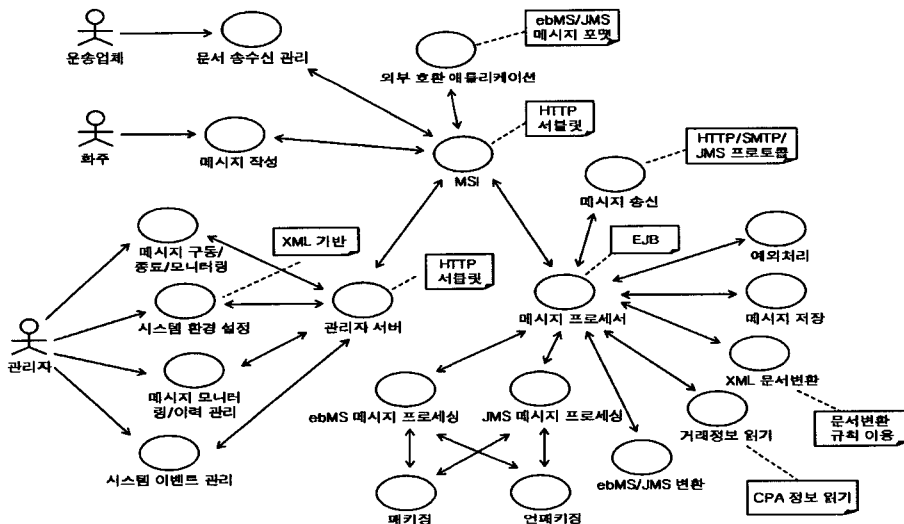 ebMS/JMS
메시지 포맷
운송업체
문서 송수신 관리
외부 호환 애플리케이션
HTTP
서블릿
화주
메시지 작성
MSI
HTTP/SMTP/
JMS 프로토콜
메시지 송신
메시지 구동/
종료/모니터링
XML 기반
EJB
예외처리
HTTP
서블릿
관리자
시스템 환경 설정
관리자 서버
메시지 프로세서
메시지 저장
메시지 모니터
링/이력 관리
ebMS 메시지 프로세싱
JMS 메시지 프로세싱
XML 문서변환
문서변환
규칙 이용
거래정보 읽기
시스템 이벤트 관리
패키징
언패키징
ebMS/JMS 변환
CPA 정보 읽기